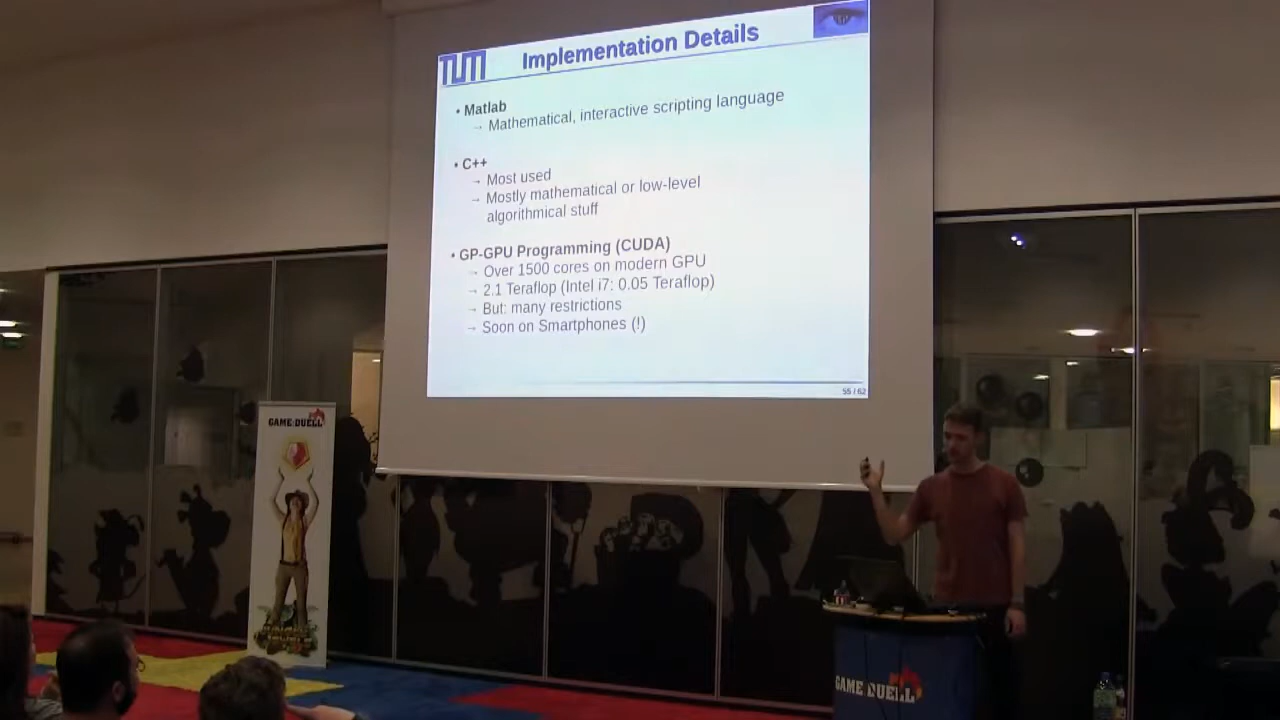 TUM
Implementation Details
• Matlab
→ Mathematical, interactive scripting language
• C++
→ Most used
→ Mostly mathematical or low-level
algorithmical stuff
• GP-GPU Programming (CUDA)
→ Over 1500 cores on modern GPU
→ 2.1 Teraflop (Intel i7: 0.05 Teraflop)
→ But: many restrictions
→ Soon on Smartphones (!)
55 / 62
GAME DUELL
GAME DUELL